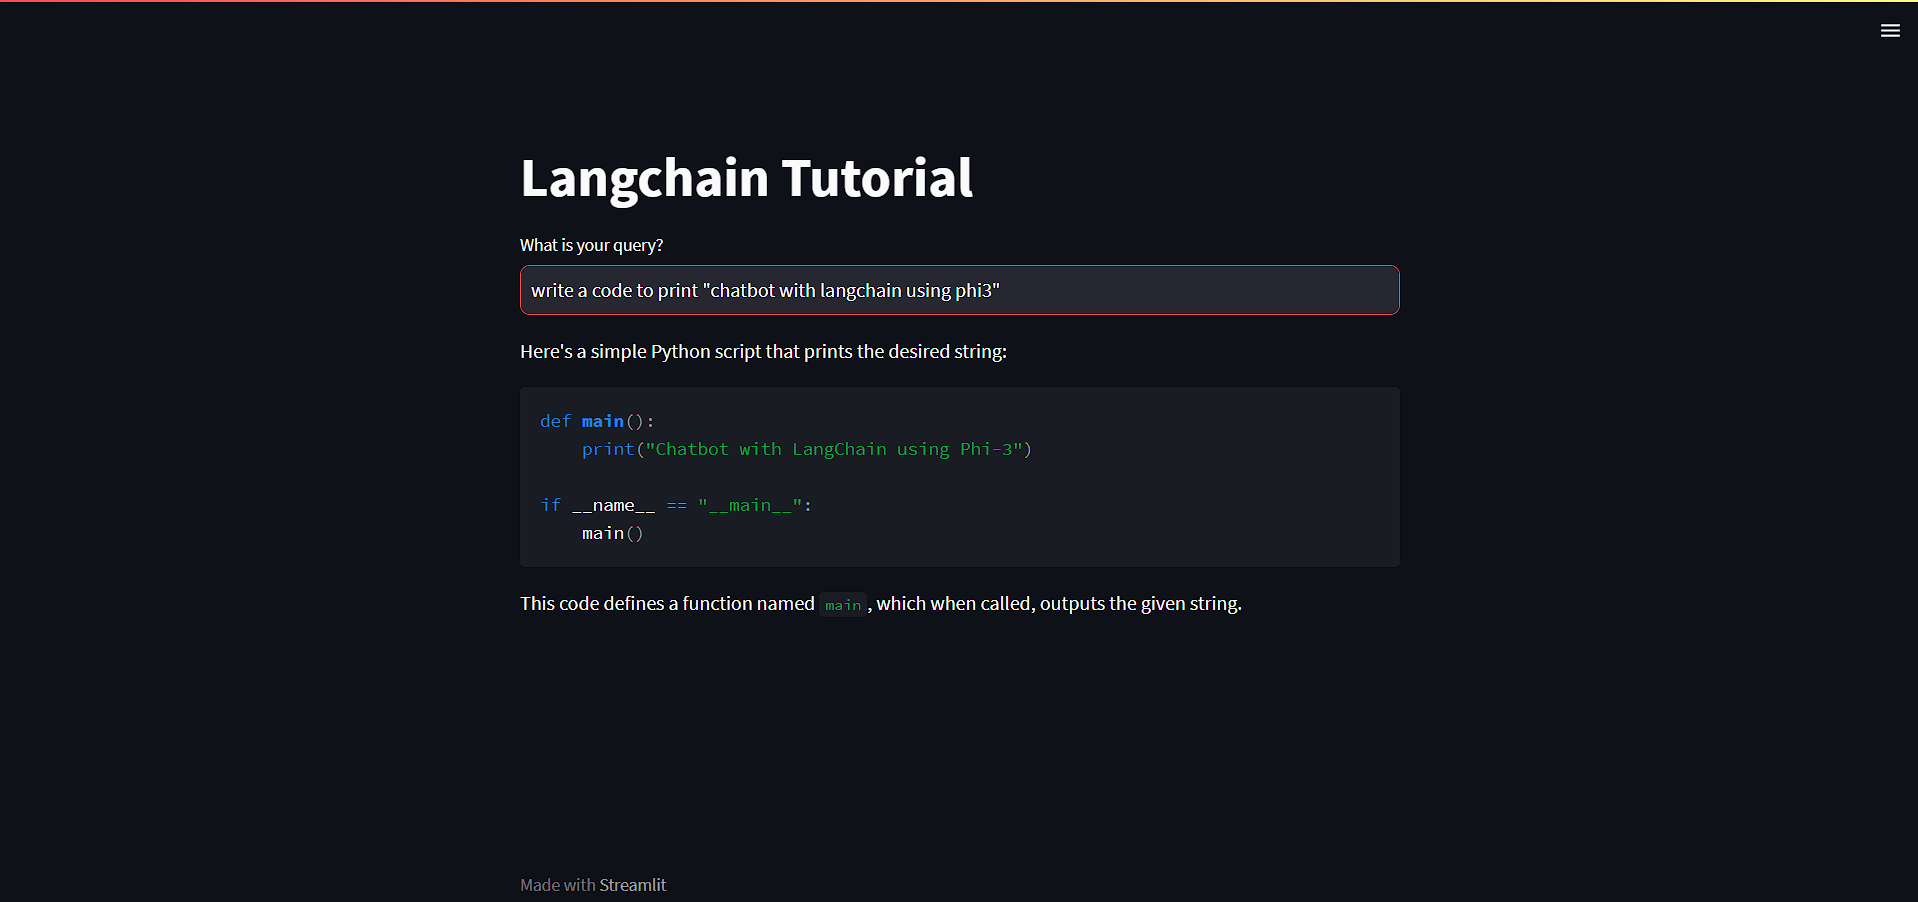 Langchain Tutorial
What is your query?
write a code to print "chatbot with langchain using phi3"
Here's a simple Python script that prints the desired string:
def main():
    print("Chatbot with LangChain using Phi-3")
if __name__ == "__main__":
    main()
This code defines a function named main, which when called, outputs the given string.
Made with Streamlit